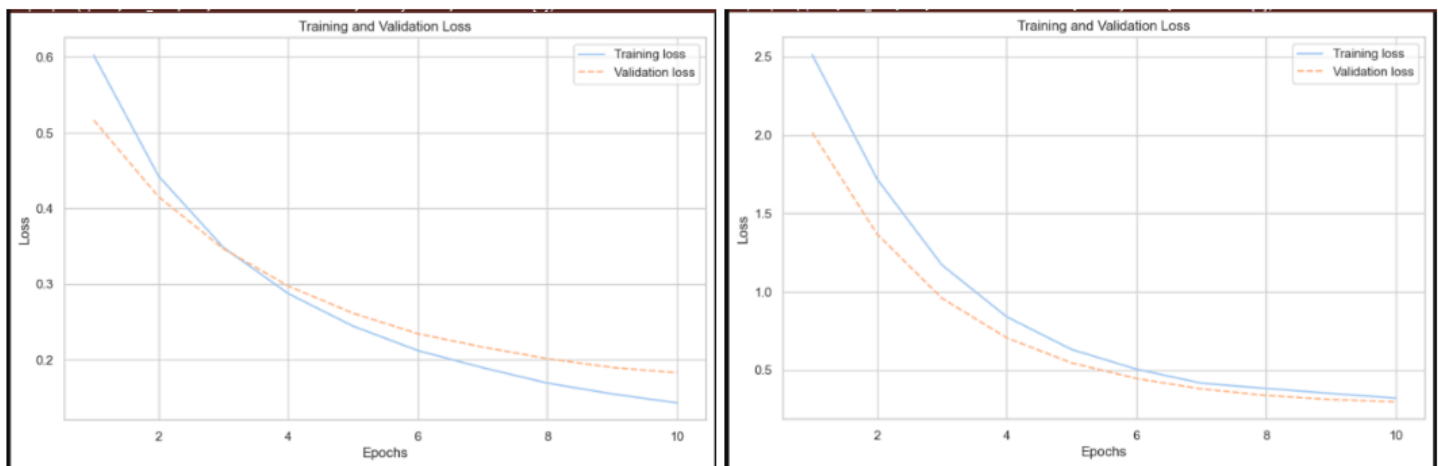 Training and Validation Loss
Training loss
Validation loss
0.6
0.5
0.4
0.3
0.2
Loss
2
4
6
8
10
Epochs
Training and Validation Loss
Training loss
Validation loss
2.5
2.0
1.5
1.0
0.5
Loss
2
4
6
8
10
Epochs